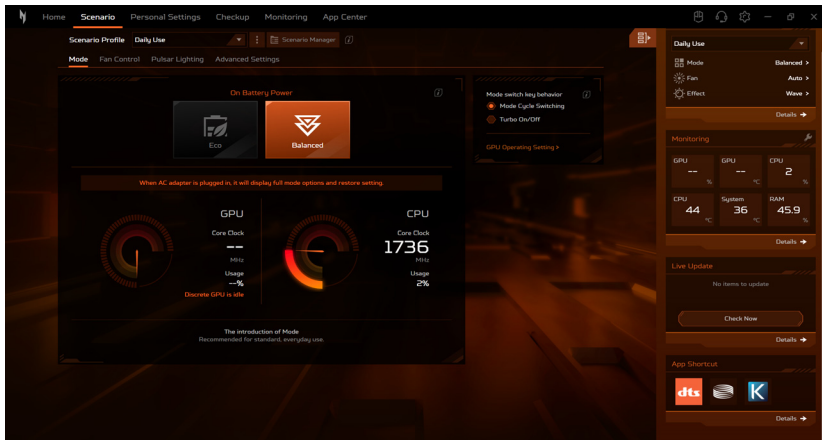 Home Scenario Personal Settings Checkup Monitoring App Center
Scenario Profile Daily Use Scenario Manager
Mode Fan Control Pulsar Lighting Advanced Settings
On Battery Power
Eco Balanced
When AC adapter is plugged in, it will display full mode options and restore setting.
GPU
Core Clock
--
MHz
Usage
--%
Discrete GPU is idle
CPU
Core Clock
1736
MHz
Usage
2%
The introduction of Mode
Recommended for standard, everyday use.
Mode switch key behavior
Mode Cycle Switching
Turbo On/Off
GPU Operating Setting >
Daily Use
Mode Balanced >
Fan Auto >
Effect Wave >
Details
Monitoring
GPU GPU CPU
-- -- 2
% °C %
CPU System RAM
44 36 45.9
°C °C %
Details
Live Update
No items to update
Check Now
Details
App Shortcut
dts K
Details